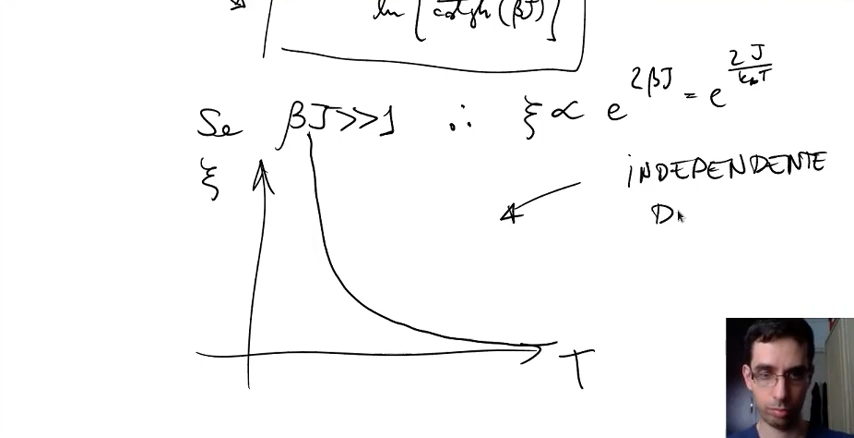 ln [cotgh (βJ)]
Se βJ>>1 ∴ ξ ∝ e^{2βJ} = e^{2J/k_BT}
ξ
INDEPENDENTE
D
T